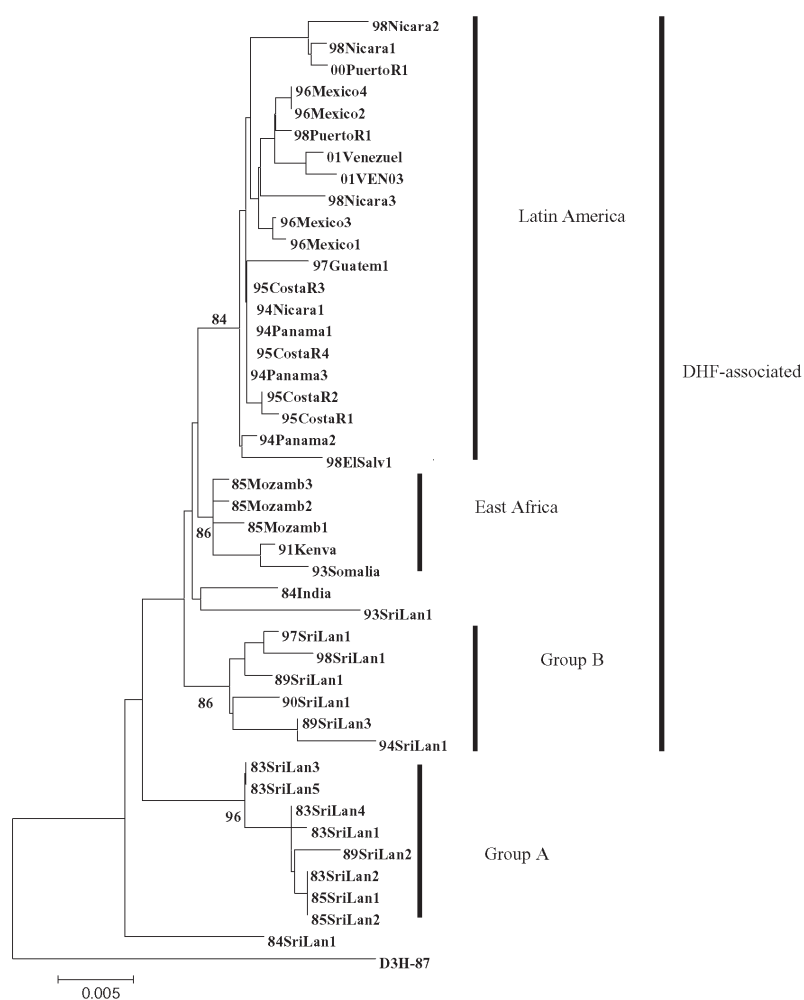 98Nicara2
98Nicara1
00PuertoR1
96Mexico4
96Mexico2
98PuertoR1
01Venezuel
01VEN03
98Nicara3
Latin America
96Mexico3
96Mexico1
97Guatem1
95CostaR3
94Nicara1
84
94Panama1
95CostaR4
DHF-associated
94Panama3
95CostaR2
95CostaR1
94Panama2
98ElSalv1
85Mozamb3
85Mozamb2
East Africa
85Mozamb1
86
91Kenva
93Somalia
84India
93SriLan1
97SriLan1
98SriLan1
Group B
89SriLan1
90SriLan1
86
89SriLan3
94SriLan1
83SriLan3
83SriLan5
83SriLan4
96
83SriLan1
89SriLan2
Group A
83SriLan2
85SriLan1
85SriLan2
84SriLan1
D3H-87
0.005